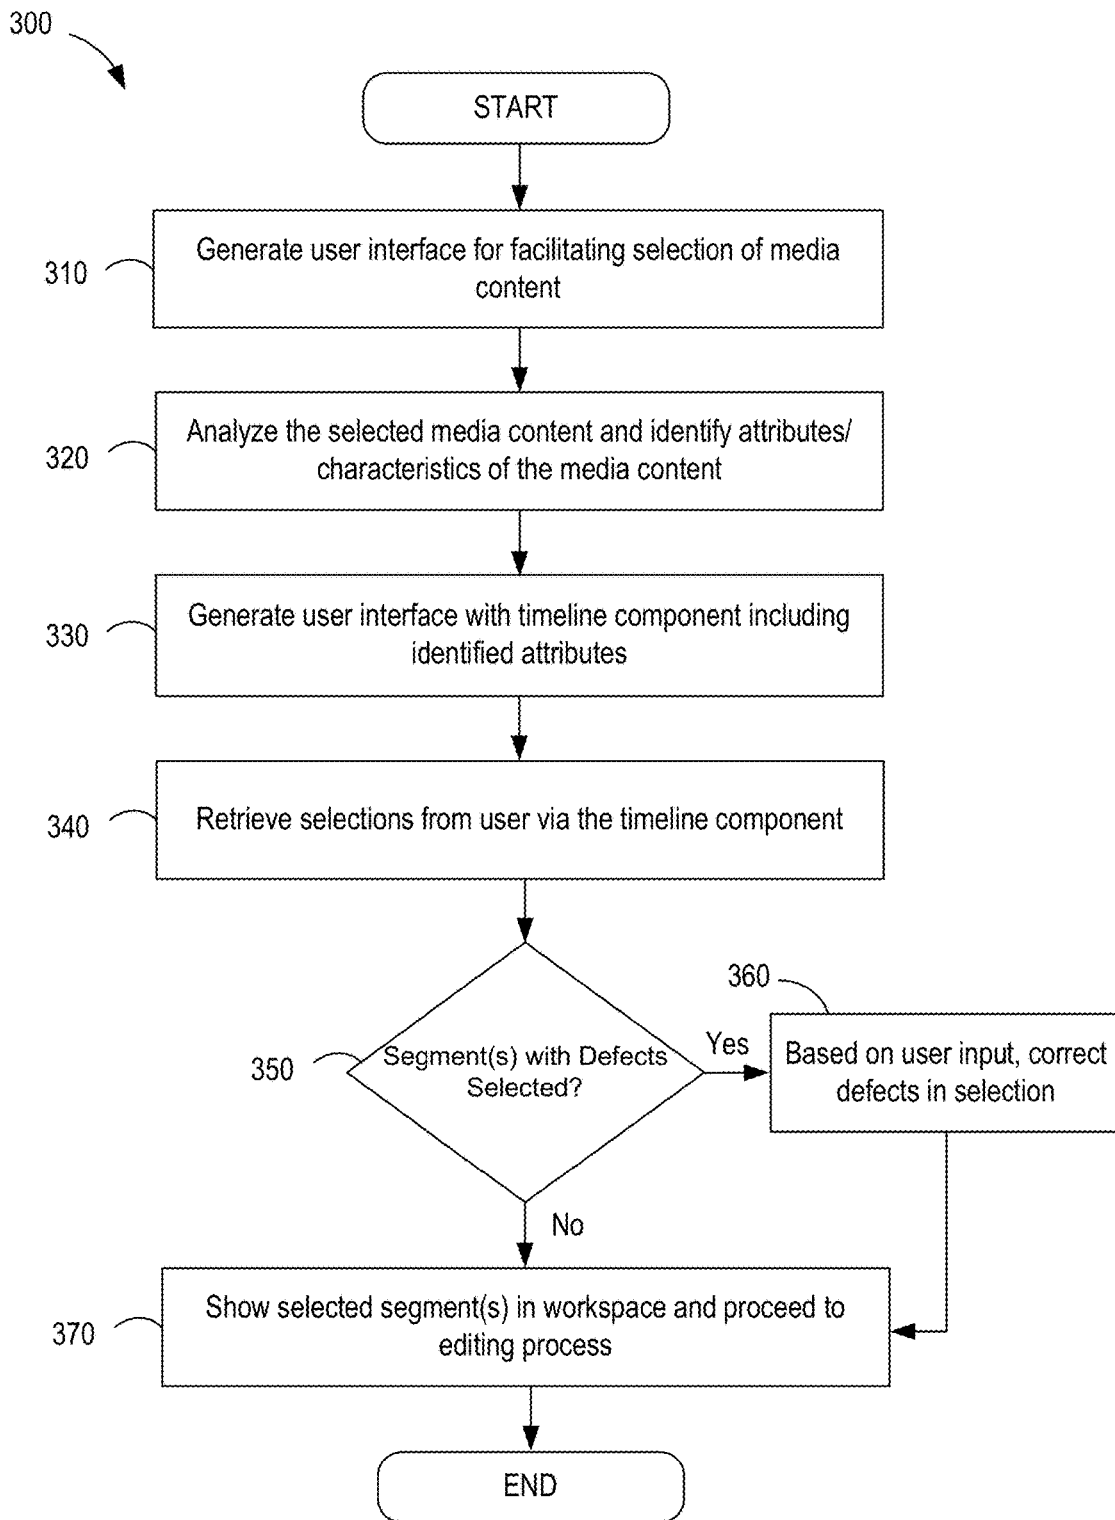 300
START
310
Generate user interface for facilitating selection of media
content
320
Analyze the selected media content and identify attributes/
characteristics of the media content
330
Generate user interface with timeline component including
identified attributes
340
Retrieve selections from user via the timeline component
350
Segment(s) with Defects
Selected?
Yes
360
Based on user input, correct
defects in selection
No
370
Show selected segment(s) in workspace and proceed to
editing process
END